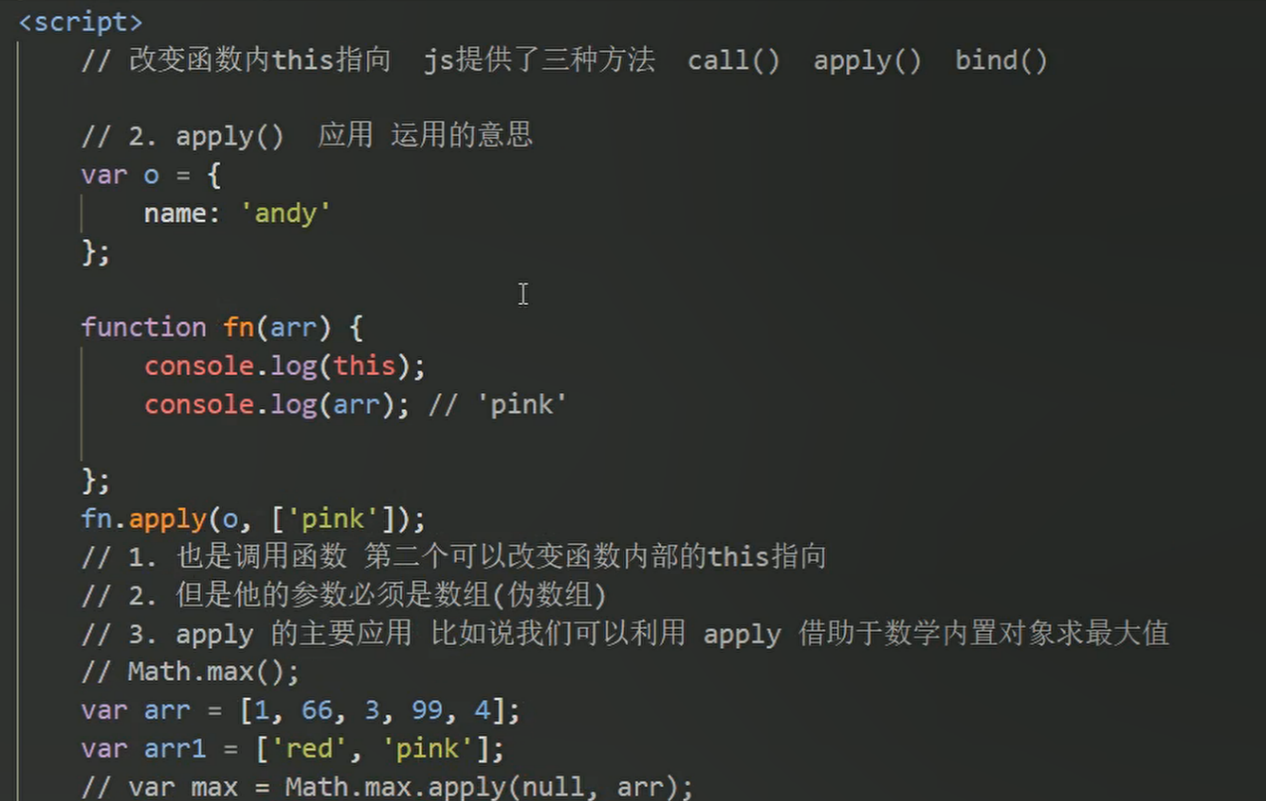 <script>
// 改变函数内this指向  js提供了三种方法  call()  apply()  bind()
// 2. apply()  应用 运用的意思
var o = {
name: 'andy'
};
function fn(arr) {
console.log(this);
console.log(arr); // 'pink'
};
fn.apply(o, ['pink']);
// 1. 也是调用函数 第二个可以改变函数内部的this指向
// 2. 但是他的参数必须是数组(伪数组)
// 3. apply 的主要应用 比如说我们可以利用 apply 借助于数学内置对象求最大值
// Math.max();
var arr = [1, 66, 3, 99, 4];
var arr1 = ['red', 'pink'];
// var max = Math.max.apply(null, arr);